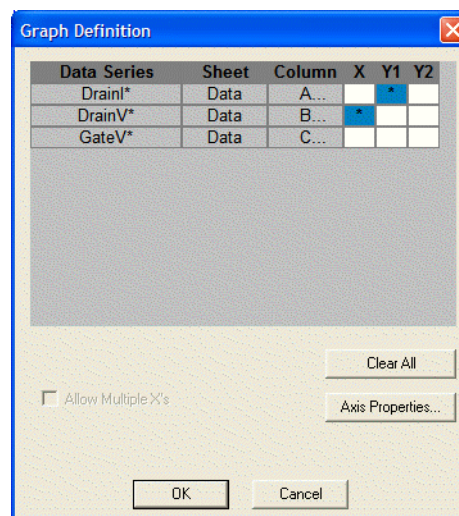 Graph Definition
Data Series Sheet Column X Y1 Y2
DrainI* Data A... *
DrainV* Data B... *
GateV* Data C...
Clear All
Allow Multiple X's
Axis Properties...
OK Cancel